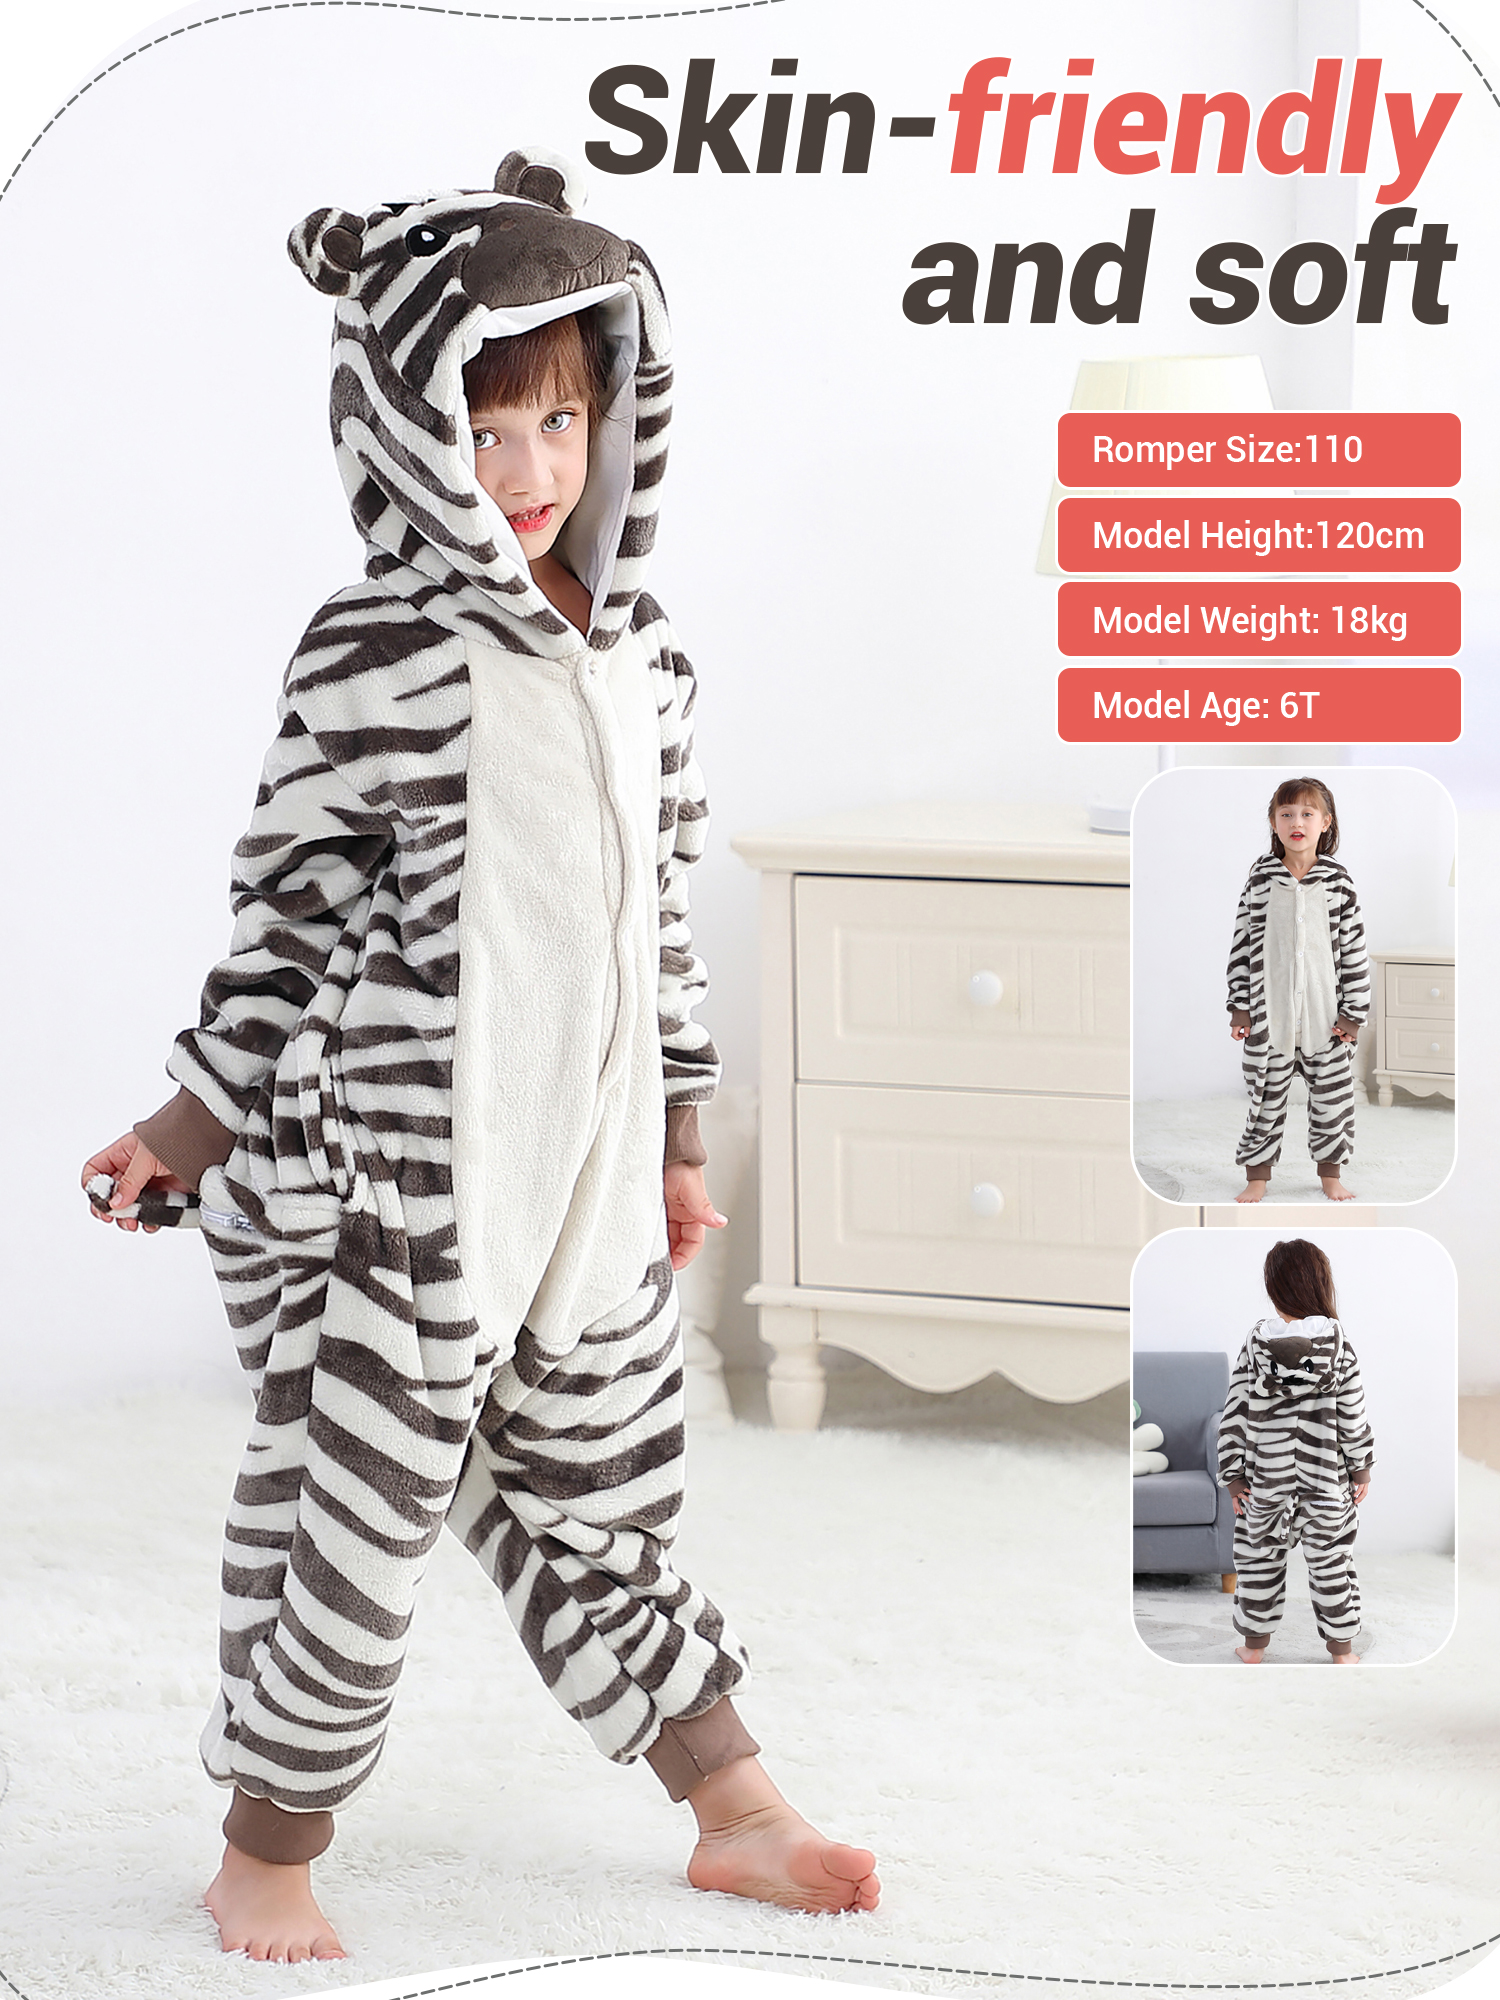 Skin-friendly
and soft
Romper Size:110
Model Height:120cm
Model Weight: 18kg
Model Age: 6T